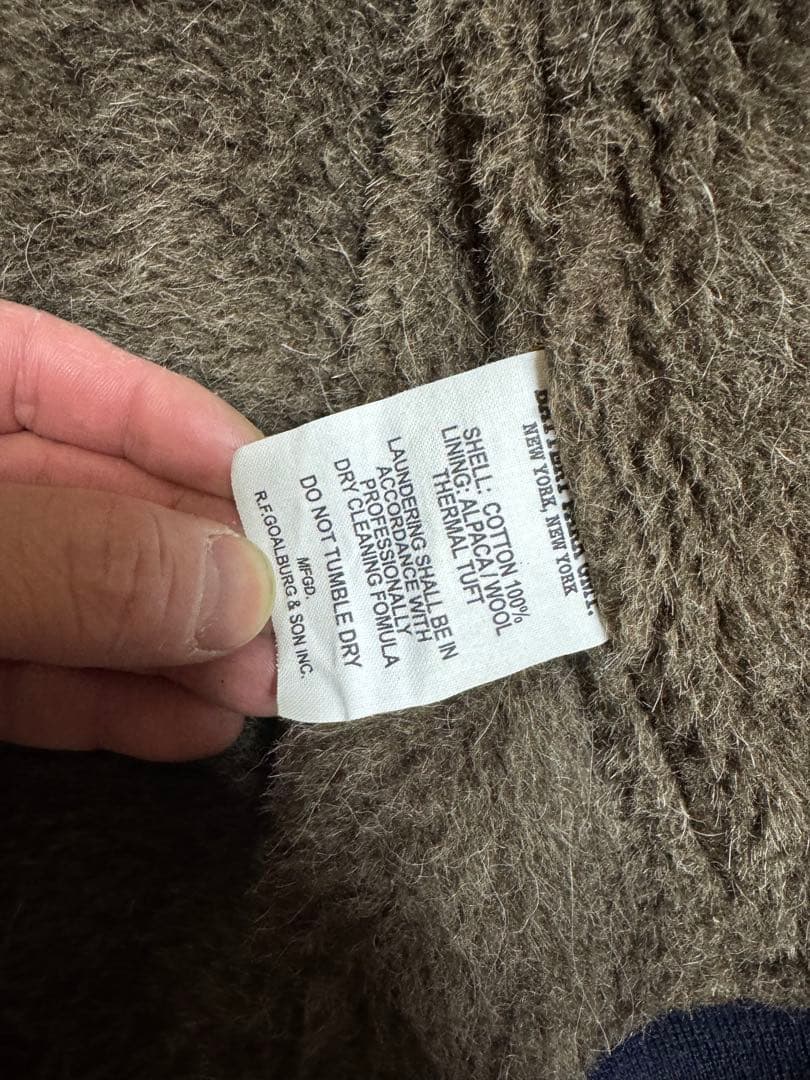 NEW YORK, NEW YORK
SHELL: COTTON 100%
LINING: ALPACA / WOOL
THERMAL TUFT
LAUNDERING SHALL BE IN
ACCORDANCE WITH
PROFESSIONALLY
DRY CLEANING FOMULA
DO NOT TUMBLE DRY
MFGD.
R.F.GOALBURG & SON INC.